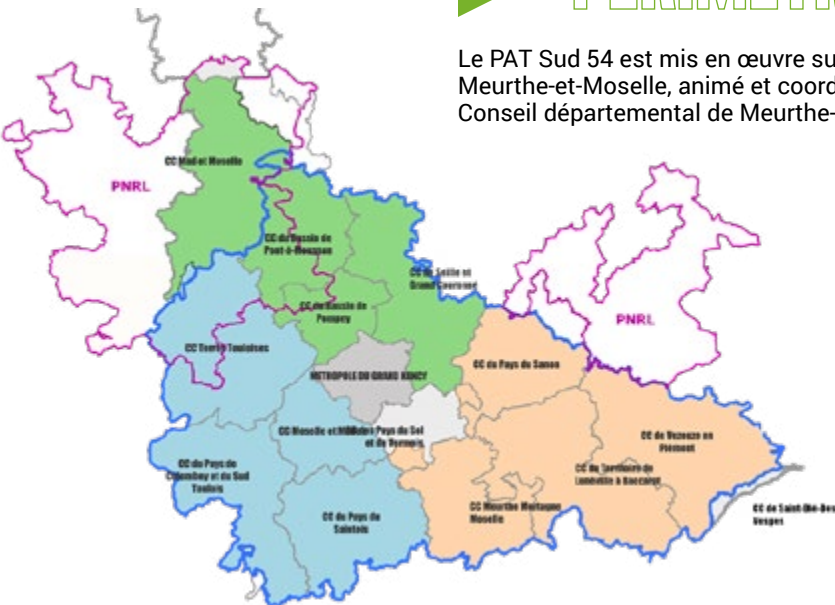 PÉRIMÈTR
Le PAT Sud 54 est mis en œuvre su
Meurthe-et-Moselle, animé et coord
Conseil départemental de Meurthe-
CC Mad et Moselle
PNRL
CC du Bassin de
Pont-à-Mousson
CC de Seille et
Grand Couronné
CC du Bassin de
Pompey
PNRL
CC Terres Touloises
METROPOLE DU GRAND NANCY
CC du Pays du Sanon
CC Moselle et
Pays du Sel
et du Vermois
CC de Vezouze en
Piémont
CC du Pays de
Colombey et du Sud
Toulois
CC du Territoire de
Lunéville à Baccarat
CC du Pays du
Saintois
CC Meurthe Mortagne
Moselle
CC de Saint-Dié-des
Vosges